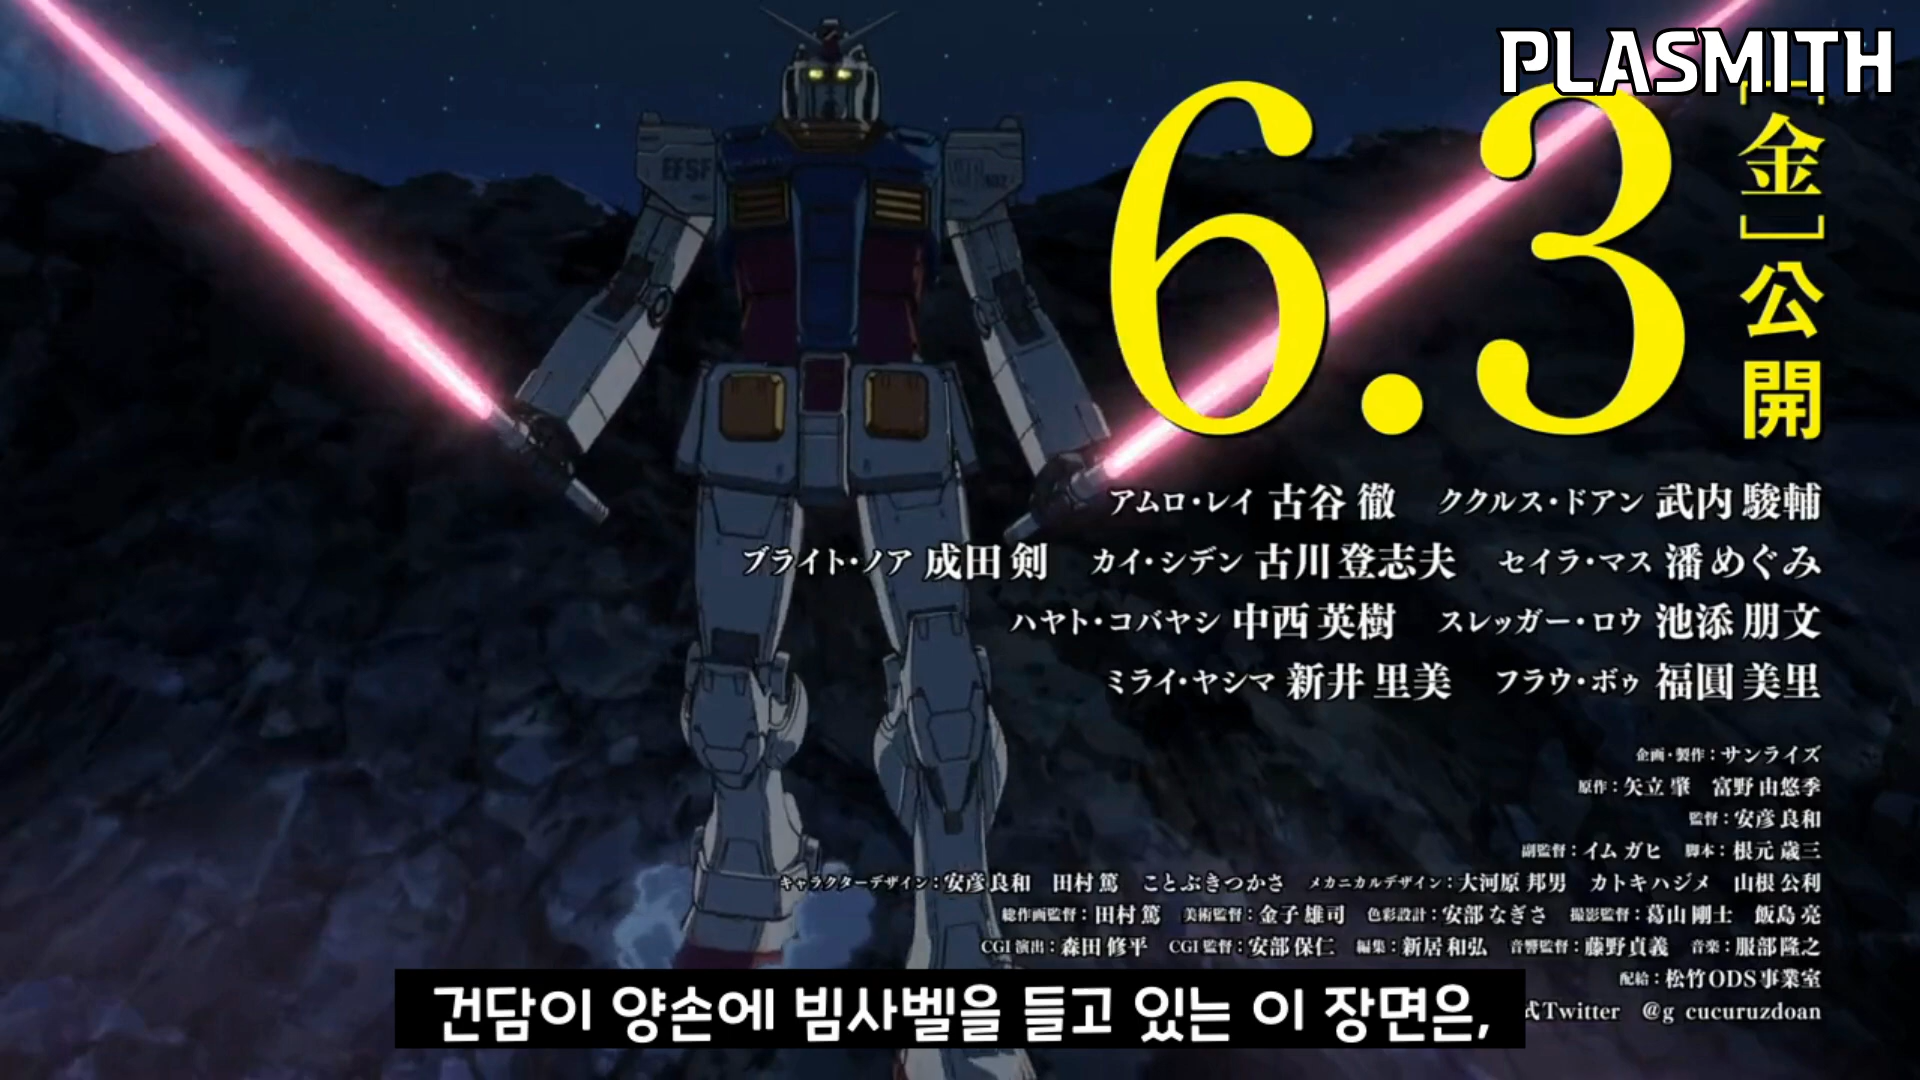 PLASMITH
6.3
［金］公開
EFSF
アムロ・レイ 古谷 徹 ククルス・ドアン 武内 駿輔
ブライト・ノア 成田 剣 カイ・シデン 古川 登志夫 セイラ・マス 潘 めぐみ
ハヤト・コバヤシ 中西 英樹 スレッガー・ロウ 池添 朋文
ミライ・ヤシマ 新井 里美 フラウ・ボゥ 福圓 美里
企画・製作：サンライズ
原作：矢立 肇 富野 由悠季
監督：安彦 良和
副監督：イム ガヒ 脚本：根元 歳三
キャラクターデザイン：安彦 良和 田村 篤 ことぶきつかさ メカニカルデザイン：大河原 邦男 カトキハジメ 山根 公利
総作画監督：田村 篤 美術監督：金子 雄司 色彩設計：安部 なぎさ 撮影監督：葛山 剛士 飯島 亮
CGI 演出：森田 修平 CGI 監督：安部 保仁 編集：新居 和弘 音響監督：藤野 貞義 音楽：服部 隆之
配給：松竹ODS事業室
式Twitter @g_cucuruzdoan
건담이 양손에 빔사벨을 들고 있는 이 장면은,